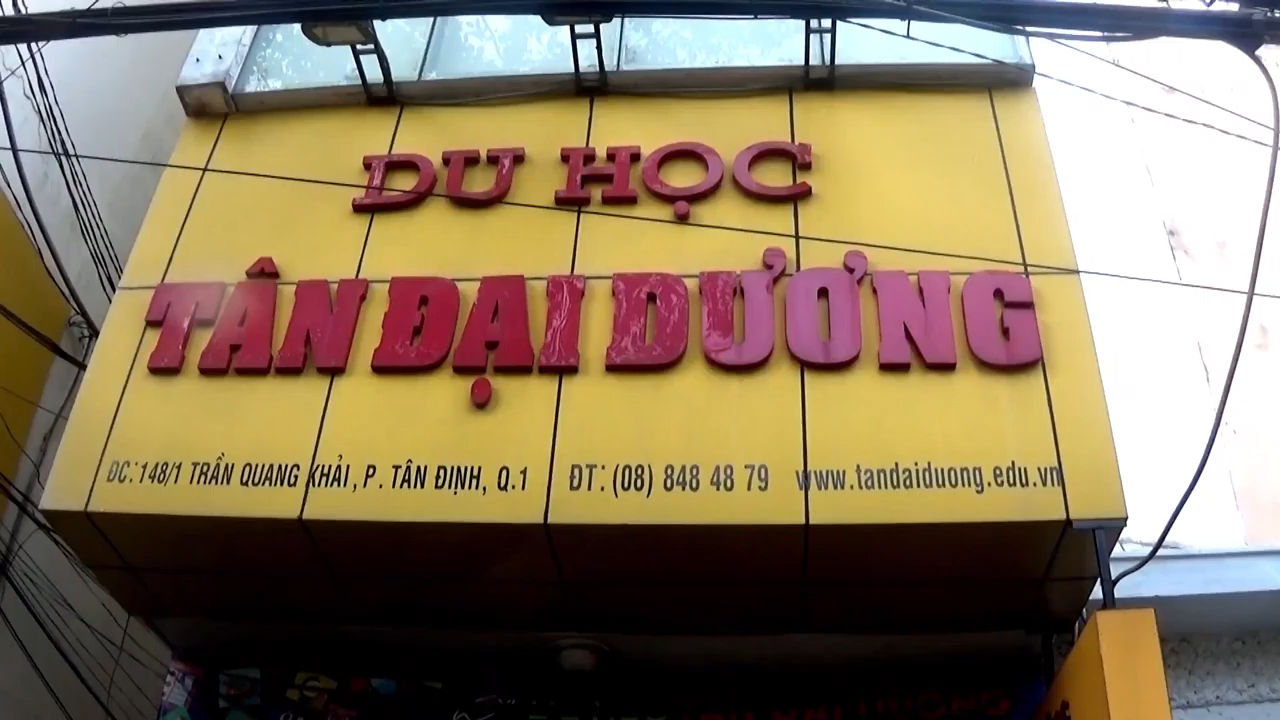 DU HỌC
TÂN ĐẠI DƯƠNG
ĐC: 148/1 TRẦN QUANG KHẢI, P. TÂN ĐỊNH, Q.1 ĐT: (08) 848 48 79 www.tandaiduong.edu.vn